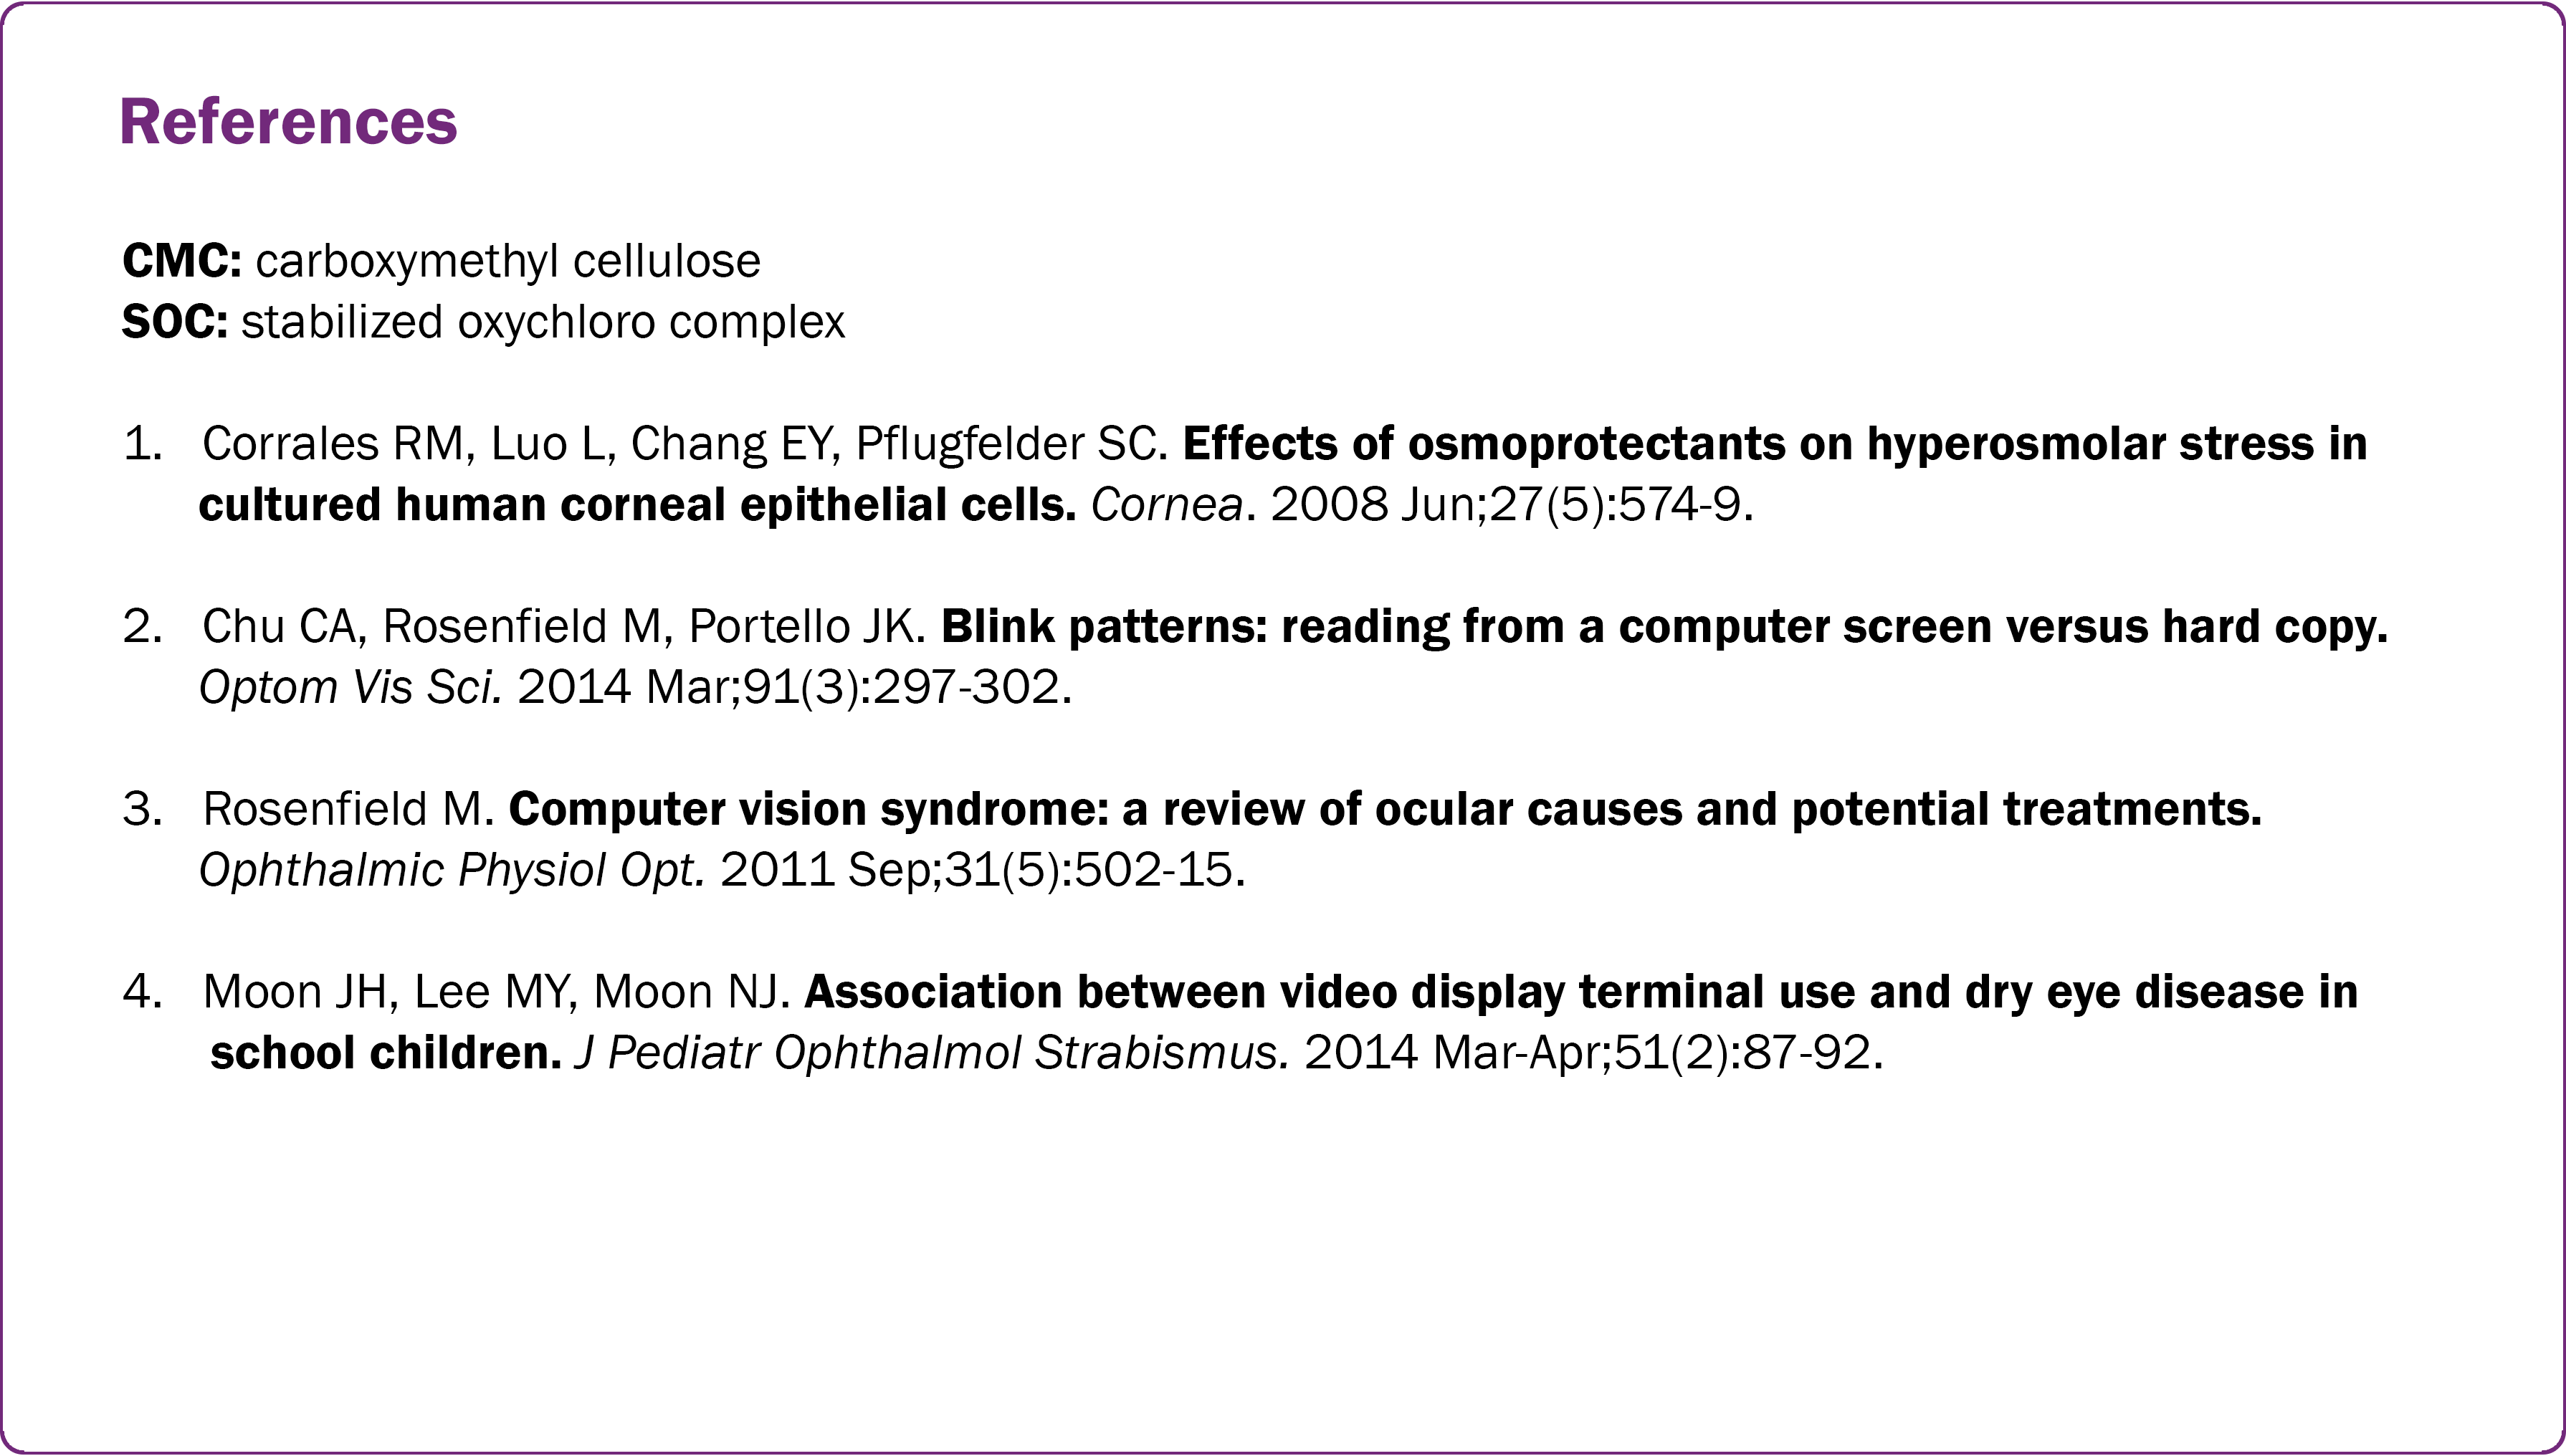 References
CMC: carboxymethyl cellulose
SOC: stabilized oxychloro complex
1. Corrales RM, Luo L, Chang EY, Pflugfelder SC. Effects of osmoprotectants on hyperosmolar stress in
cultured human corneal epithelial cells. Cornea. 2008 Jun;27(5):574-9.
2. Chu CA, Rosenfield M, Portello JK. Blink patterns: reading from a computer screen versus hard copy.
Optom Vis Sci. 2014 Mar;91(3):297-302.
3. Rosenfield M. Computer vision syndrome: a review of ocular causes and potential treatments.
Ophthalmic Physiol Opt. 2011 Sep;31(5):502-15.
4. Moon JH, Lee MY, Moon NJ. Association between video display terminal use and dry eye disease in
school children. J Pediatr Ophthalmol Strabismus. 2014 Mar-Apr;51(2):87-92.